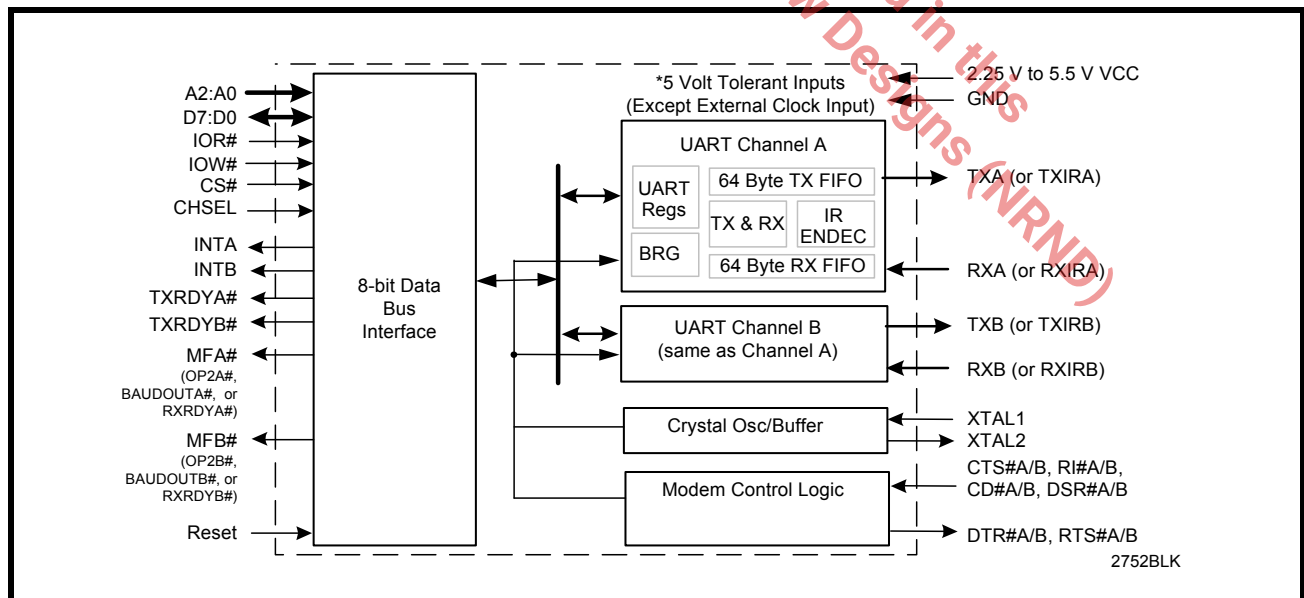 d in this
w Designs (NRND)
A2:A0
D7:D0
IOR#
IOW#
CS#
CHSEL
INTA
INTB
TXRDYA#
TXRDYB#
MFA#
(OP2A#,
BAUDOUTA#, or
RXRDYA#)
MFB#
(OP2B#,
BAUDOUTB#, or
RXRDYB#)
Reset
8-bit Data
Bus
Interface
*5 Volt Tolerant Inputs
(Except External Clock Input)
UART Channel A
UART
Regs
BRG
64 Byte TX FIFO
TX & RX
IR
ENDEC
64 Byte RX FIFO
UART Channel B
(same as Channel A)
Crystal Osc/Buffer
Modem Control Logic
2.25 V to 5.5 V VCC
GND
TXA (or TXIRA)
RXA (or RXIRA)
TXB (or TXIRB)
RXB (or RXIRB)
XTAL1
XTAL2
CTS#A/B, RI#A/B,
CD#A/B, DSR#A/B
DTR#A/B, RTS#A/B
2752BLK